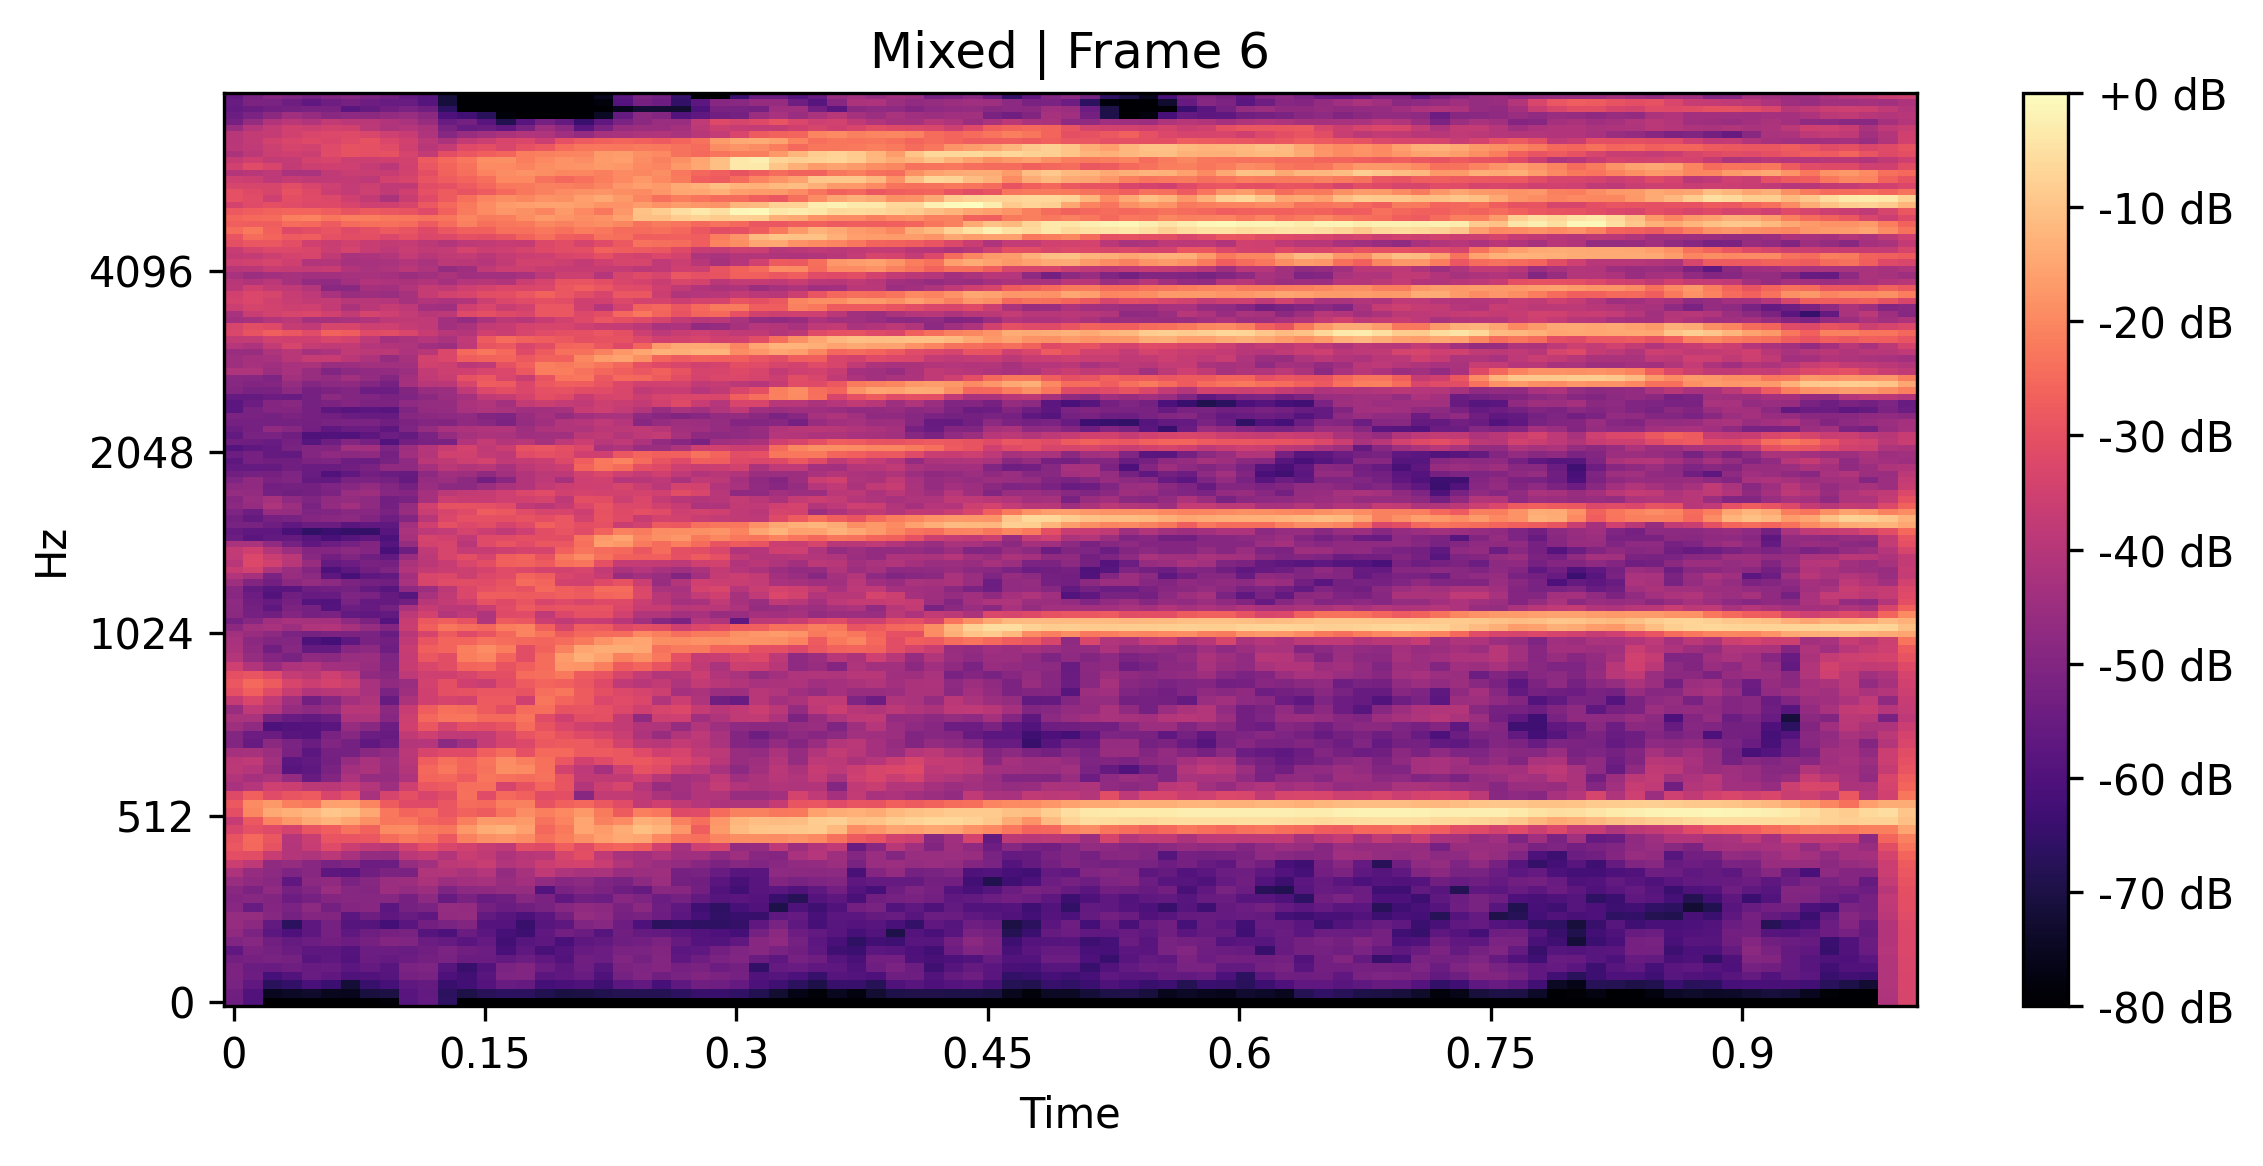 Mixed | Frame 6
+0 dB
-10 dB
-20 dB
-30 dB
-40 dB
-50 dB
-60 dB
-70 dB
-80 dB
4096
2048
1024
512
0
Hz
0
0.15
0.3
0.45
0.6
0.75
0.9
Time